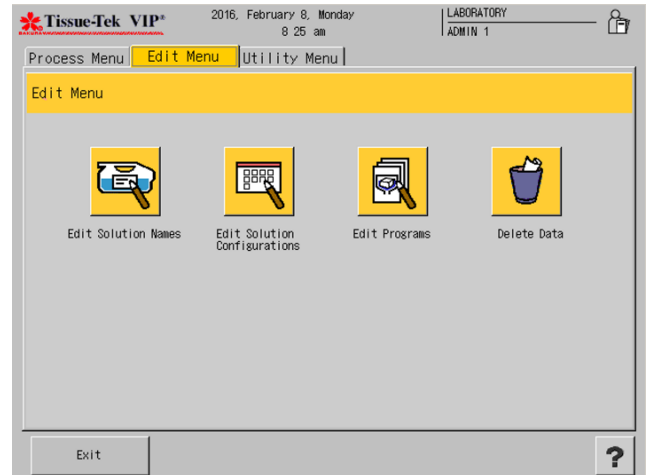 Tissue-Tek VIP®
SAKURA
2016, February 8, Monday
8 25 am
LABORATORY
ADMIN 1
Process Menu
Edit Menu
Utility Menu
Edit Menu
Edit Solution Names
Edit Solution
Configurations
Edit Programs
Delete Data
Exit
?